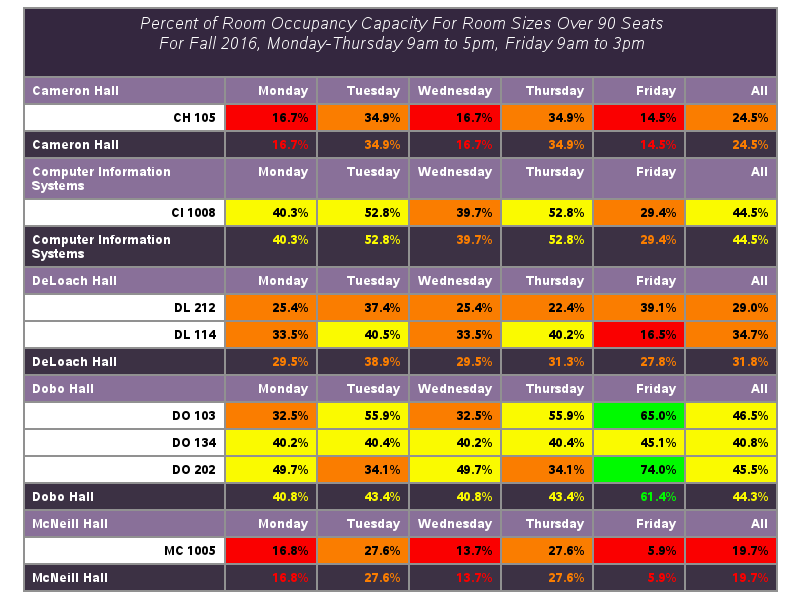 Percent of Room Occupancy Capacity For Room Sizes Over 90 Seats
For Fall 2016, Monday-Thursday 9am to 5pm, Friday 9am to 3pm
Cameron Hall Monday Tuesday Wednesday Thursday Friday All
CH 105 16.7% 34.9% 16.7% 34.9% 14.5% 24.5%
Cameron Hall 16.7% 34.9% 16.7% 34.9% 14.5% 24.5%
Computer Information Monday Tuesday Wednesday Thursday Friday All
Systems
CI 1008 40.3% 52.8% 39.7% 52.8% 29.4% 44.5%
Computer Information 40.3% 52.8% 39.7% 52.8% 29.4% 44.5%
Systems
DeLoach Hall Monday Tuesday Wednesday Thursday Friday All
DL 212 25.4% 37.4% 25.4% 22.4% 39.1% 29.0%
DL 114 33.5% 40.5% 33.5% 40.2% 16.5% 34.7%
DeLoach Hall 29.5% 38.9% 29.5% 31.3% 27.8% 31.8%
Dobo Hall Monday Tuesday Wednesday Thursday Friday All
DO 103 32.5% 55.9% 32.5% 55.9% 65.0% 46.5%
DO 134 40.2% 40.4% 40.2% 40.4% 45.1% 40.8%
DO 202 49.7% 34.1% 49.7% 34.1% 74.0% 45.5%
Dobo Hall 40.8% 43.4% 40.8% 43.4% 61.4% 44.3%
McNeill Hall Monday Tuesday Wednesday Thursday Friday All
MC 1005 16.8% 27.6% 13.7% 27.6% 5.9% 19.7%
McNeill Hall 16.8% 27.6% 13.7% 27.6% 5.9% 19.7%